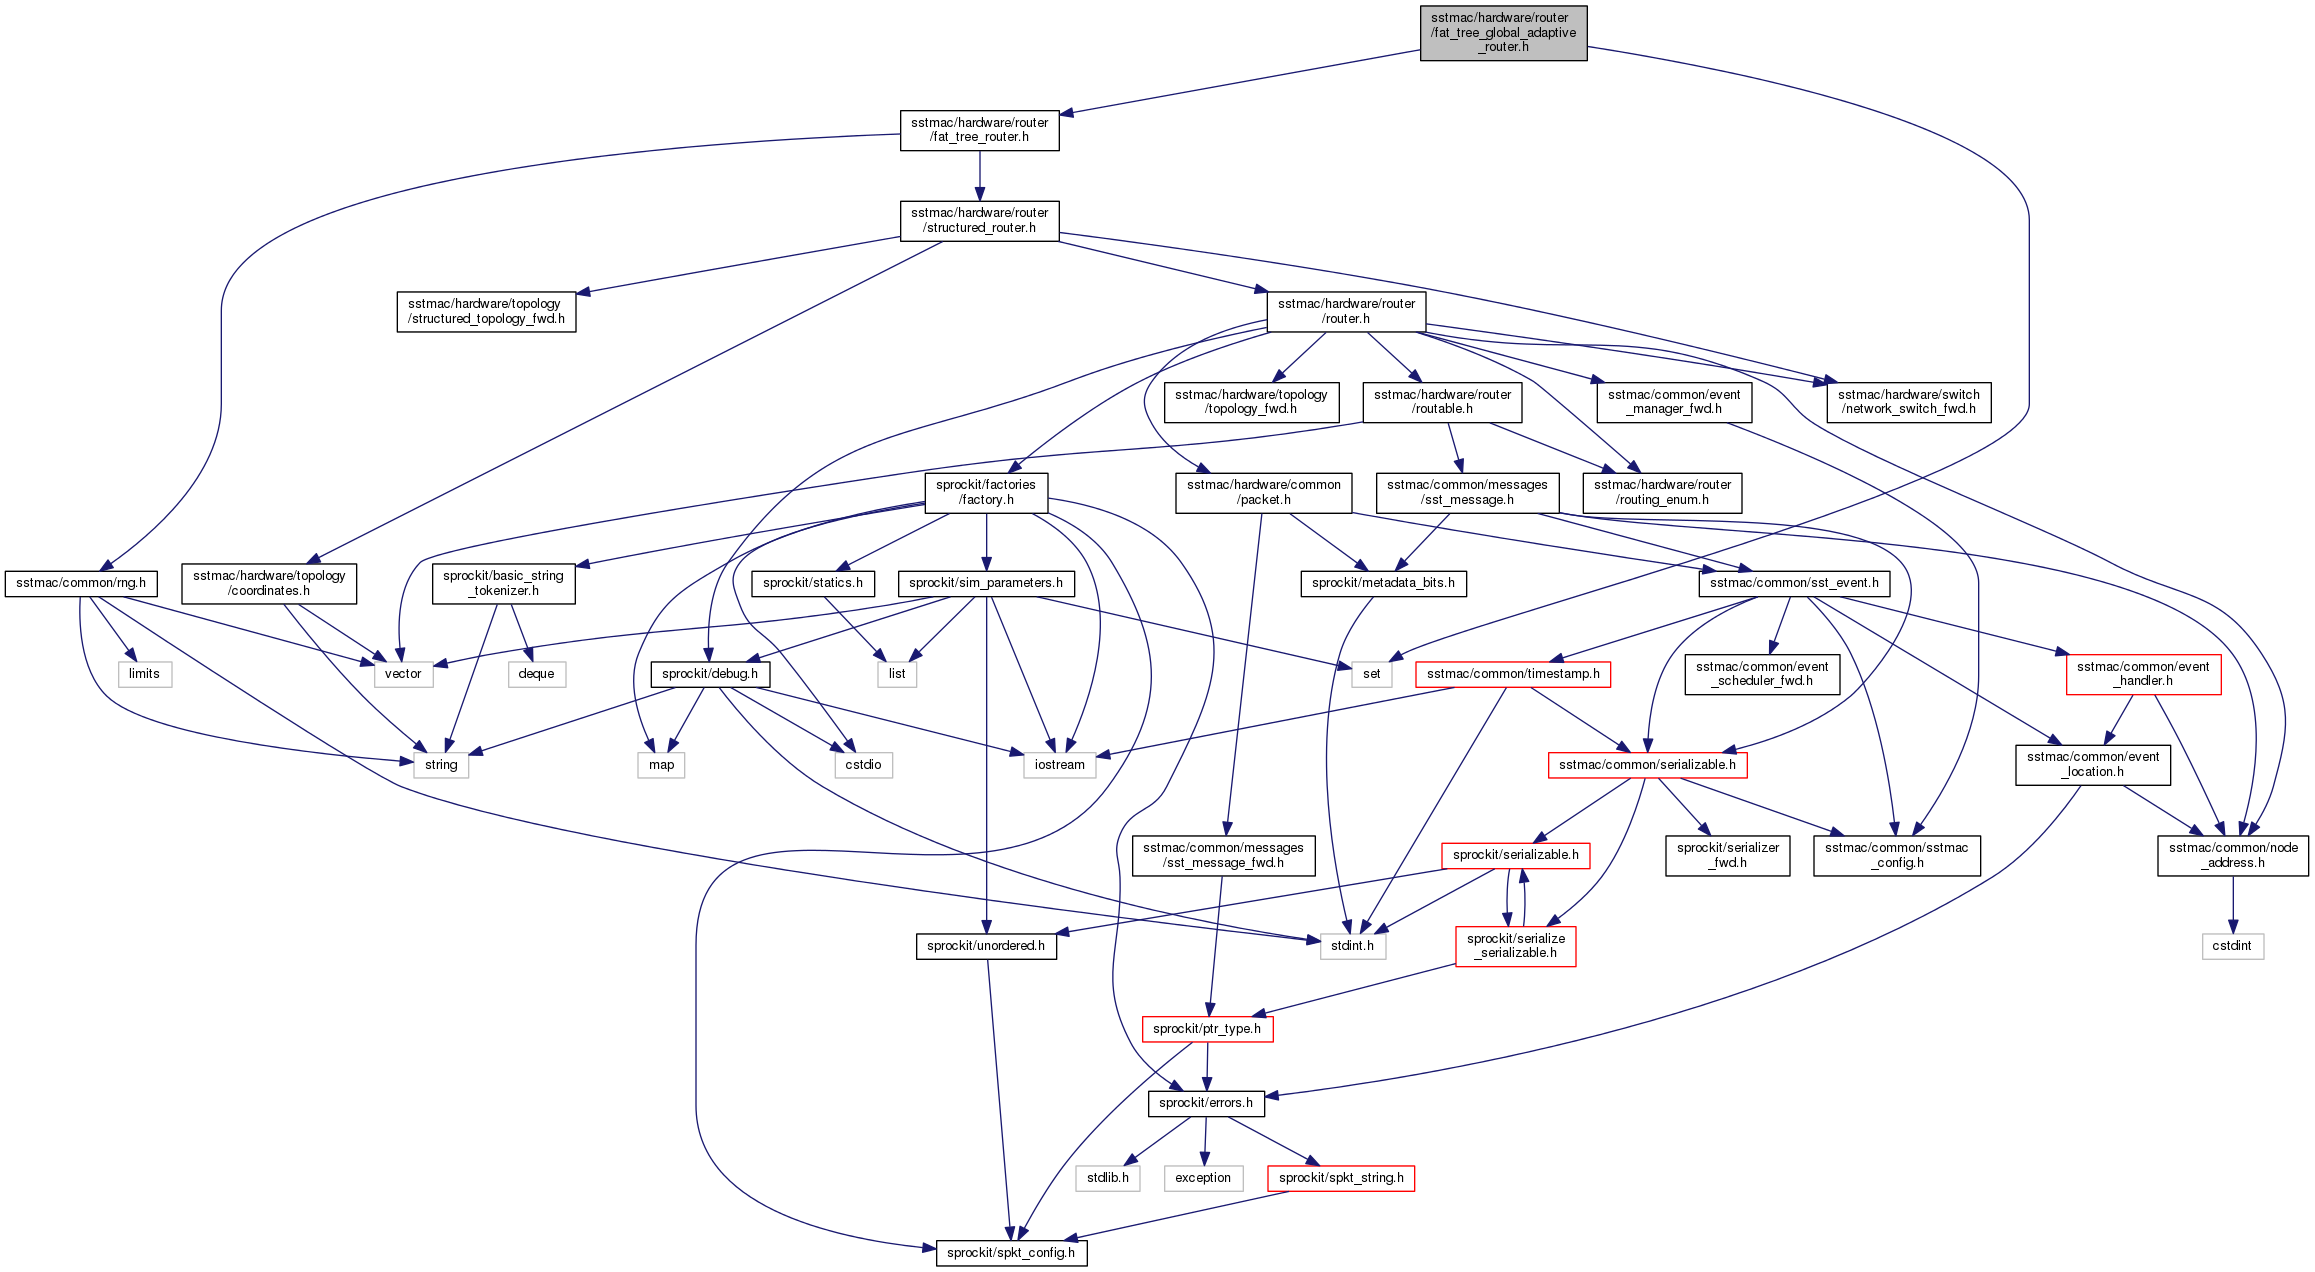 sstmac/hardware/router
/fat_tree_global_adaptive
_router.h
sstmac/hardware/router
/fat_tree_router.h
sstmac/hardware/router
/structured_router.h
sstmac/hardware/topology
/structured_topology_fwd.h
sstmac/hardware/router
/router.h
sstmac/hardware/topology
/topology_fwd.h
sstmac/hardware/router
/routable.h
sstmac/common/event
_manager_fwd.h
sstmac/hardware/switch
/network_switch_fwd.h
sprockit/factories
/factory.h
sstmac/hardware/common
/packet.h
sstmac/common/messages
/sst_message.h
sstmac/hardware/router
/routing_enum.h
sstmac/common/rng.h
sstmac/hardware/topology
/coordinates.h
sprockit/basic_string
_tokenizer.h
sprockit/statics.h
sprockit/sim_parameters.h
sprockit/metadata_bits.h
sstmac/common/sst_event.h
limits
vector
deque
sprockit/debug.h
list
set
sstmac/common/timestamp.h
sstmac/common/event
_scheduler_fwd.h
sstmac/common/event
_handler.h
string
map
cstdio
iostream
sstmac/common/serializable.h
sstmac/common/event
_location.h
sstmac/common/messages
/sst_message_fwd.h
sprockit/serializable.h
sprockit/serializer
_fwd.h
sstmac/common/sstmac
_config.h
sstmac/common/node
_address.h
sprockit/unordered.h
stdint.h
sprockit/serialize
_serializable.h
cstdint
sprockit/ptr_type.h
sprockit/errors.h
stdlib.h
exception
sprockit/spkt_string.h
sprockit/spkt_config.h